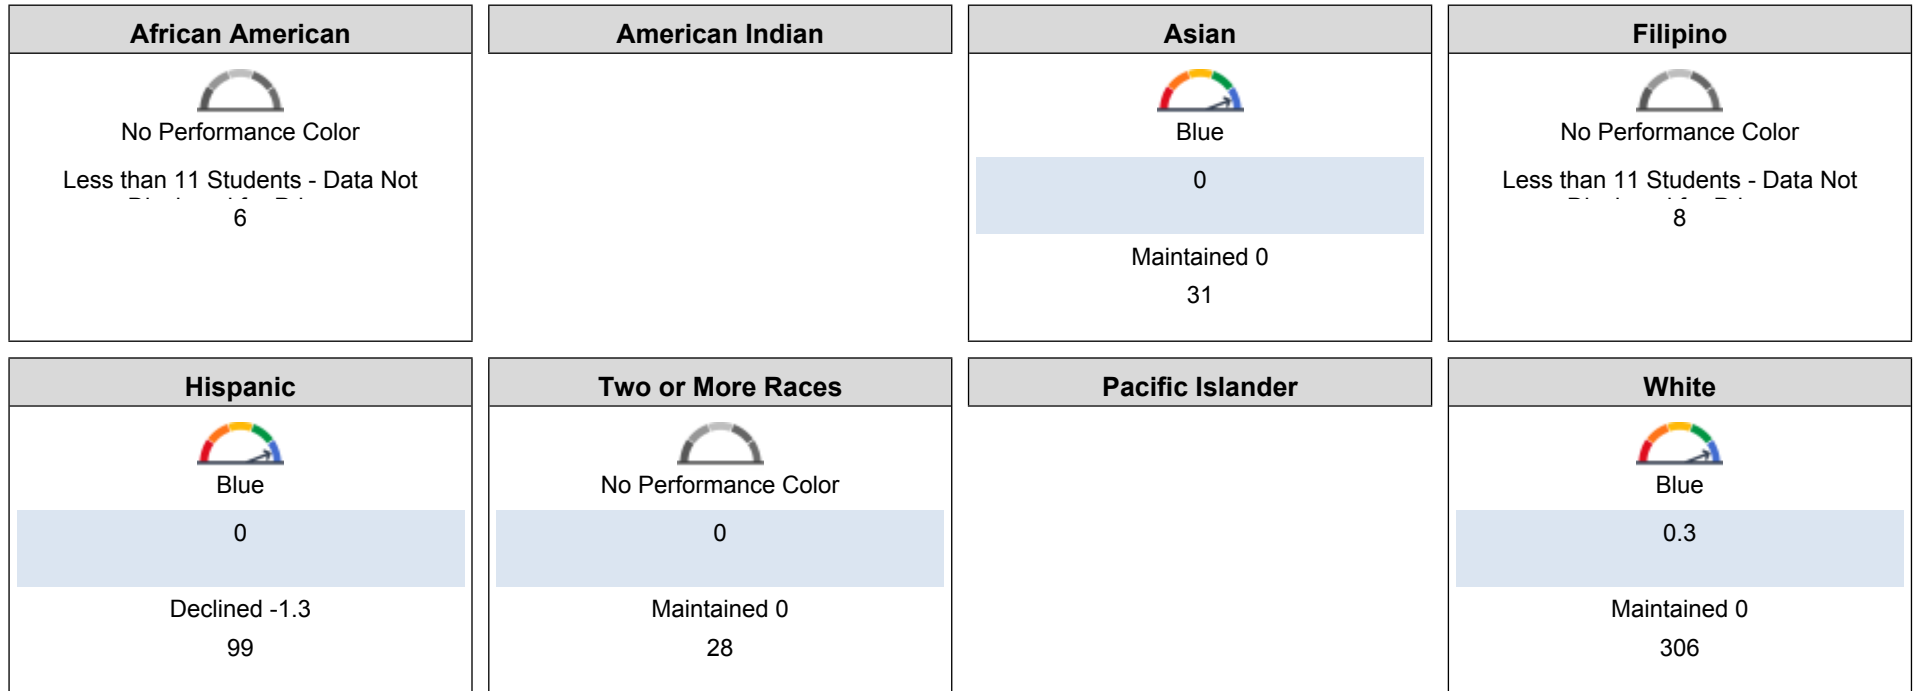 African American
No Performance Color
Less than 11 Students - Data Not
6
American Indian
Asian
Blue
0
Maintained 0
31
Filipino
No Performance Color
Less than 11 Students - Data Not
8
Hispanic
Blue
0
Declined -1.3
99
Two or More Races
No Performance Color
0
Maintained 0
28
Pacific Islander
White
Blue
0.3
Maintained 0
306